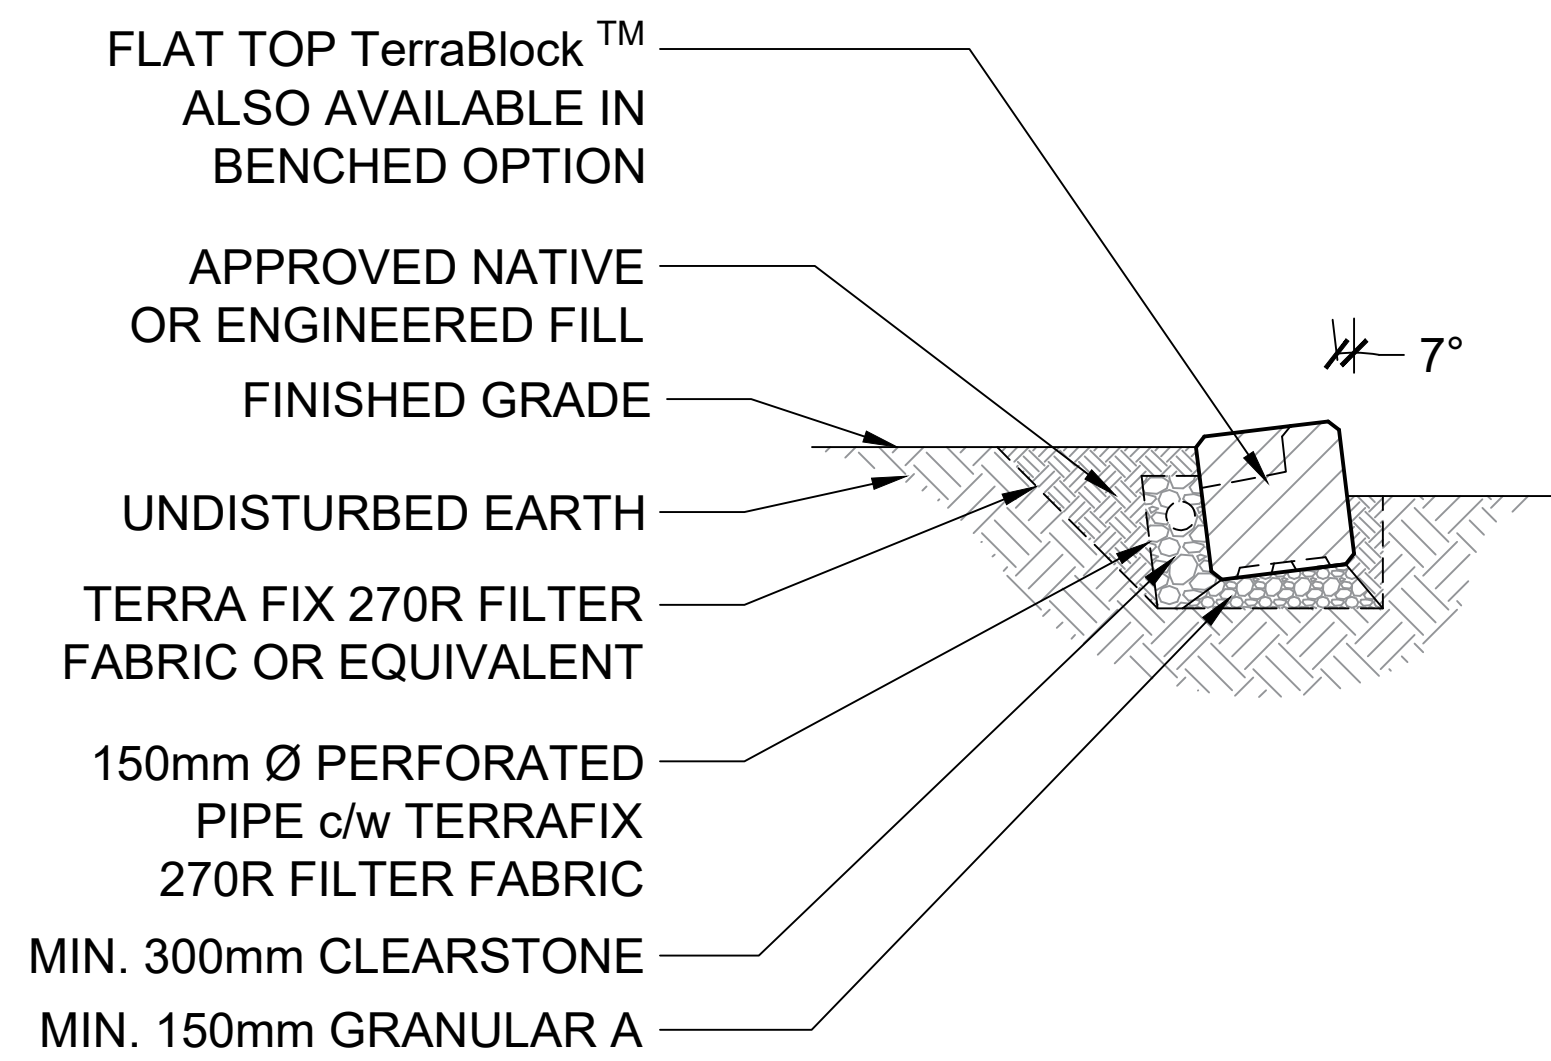 FLAT TOP TerraBlock ™
ALSO AVAILABLE IN
BENCHED OPTION
APPROVED NATIVE
OR ENGINEERED FILL
7°
FINISHED GRADE
UNDISTURBED EARTH
TERRA FIX 270R FILTER
FABRIC OR EQUIVALENT
150mm Ø PERFORATED
PIPE c/w TERRAFIX
270R FILTER FABRIC
MIN. 300mm CLEARSTONE
MIN. 150mm GRANULAR A